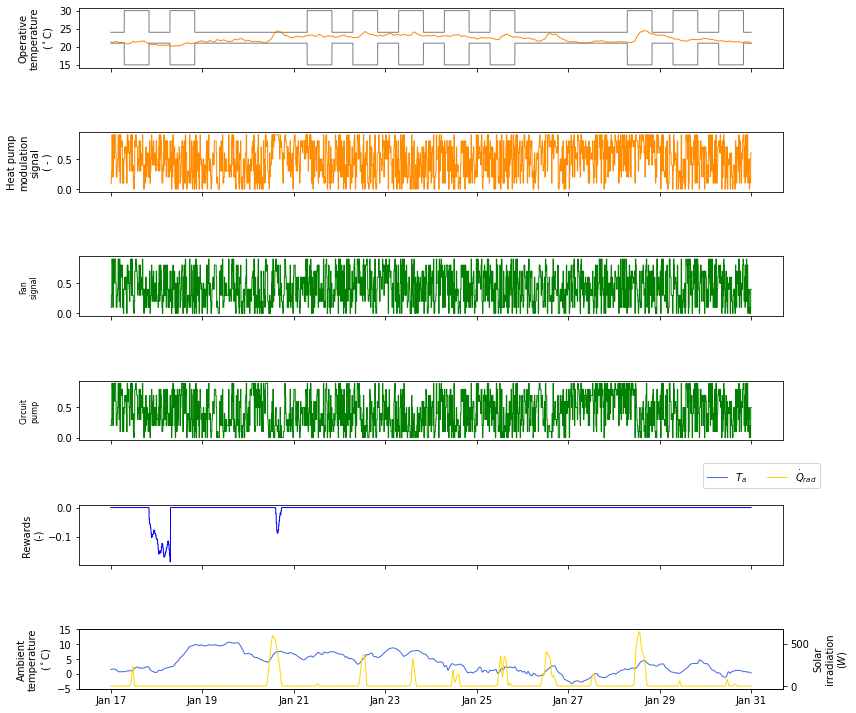 Operative
temperature
(°C)
30
25
20
15
Heat pump
modulation
signal
( - )
0.5
0.0
Fan
signal
0.5
0.0
Circuit
pump
0.5
0.0
T_a
Q̇_rad
Rewards
(-)
0.0
−0.1
Ambient
temperature
(°C)
15
10
5
0
−5
500
0
Solar
irradiation
(W)
Jan 17 Jan 19 Jan 21 Jan 23 Jan 25 Jan 27 Jan 29 Jan 31